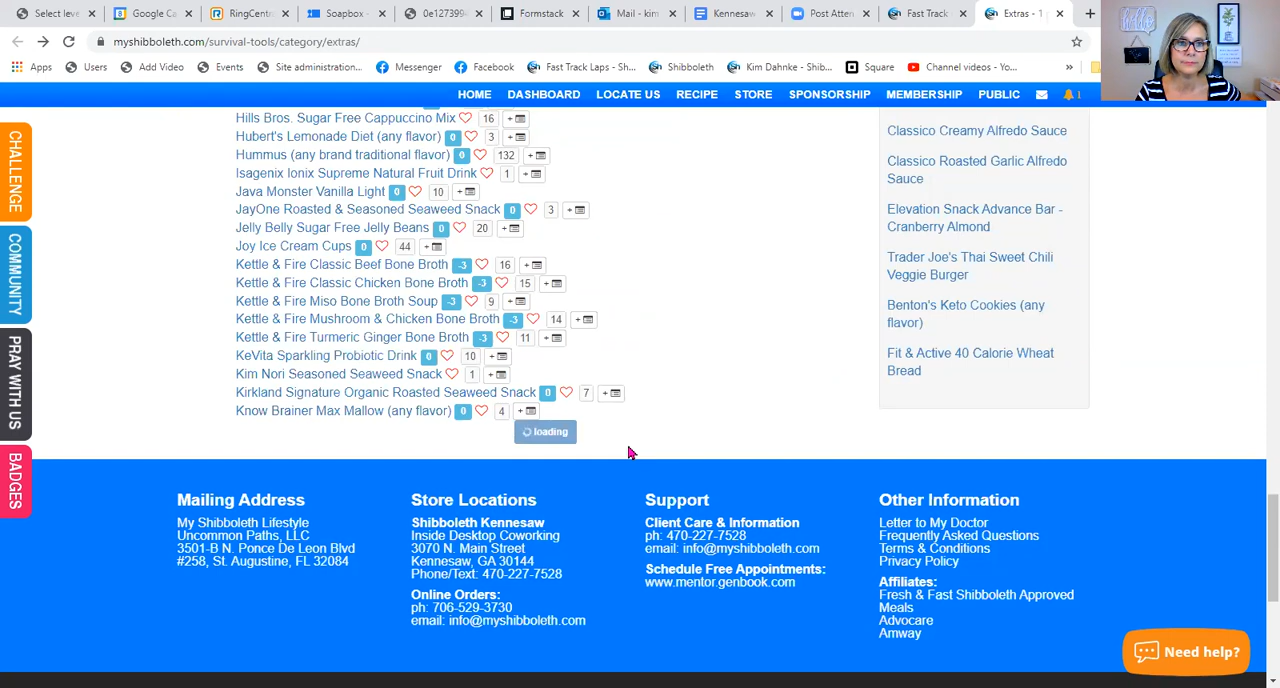 Select leve
Google Ca
RingCentr
Soapbox -
0e127399
Formstack
Mail - kim
Kennesaw
Post Atten
Fast Track
Extras - 1
myshibboleth.com/survival-tools/category/extras/
Apps
Users
Add Video
Events
Site administration...
Messenger
Facebook
Fast Track Laps - Sh...
Shibboleth
Kim Dahnke - Shib...
Square
Channel videos - Yo...
»
HOME DASHBOARD LOCATE US RECIPE STORE SPONSORSHIP MEMBERSHIP PUBLIC 1
CHALLENGE
COMMUNITY
PRAY WITH US
BADGES
Hills Bros. Sugar Free Cappuccino Mix 16 +
Hubert's Lemonade Diet (any flavor) 0 3 +
Hummus (any brand traditional flavor) 0 132 +
Isagenix Ionix Supreme Natural Fruit Drink 1 +
Java Monster Vanilla Light 0 10 +
JayOne Roasted & Seasoned Seaweed Snack 0 3 +
Jelly Belly Sugar Free Jelly Beans 0 20 +
Joy Ice Cream Cups 0 44 +
Kettle & Fire Classic Beef Bone Broth -3 16 +
Kettle & Fire Classic Chicken Bone Broth -3 15 +
Kettle & Fire Miso Bone Broth Soup -3 9 +
Kettle & Fire Mushroom & Chicken Bone Broth -3 14 +
Kettle & Fire Turmeric Ginger Bone Broth -3 11 +
KeVita Sparkling Probiotic Drink 0 10 +
Kim Nori Seasoned Seaweed Snack 1 +
Kirkland Signature Organic Roasted Seaweed Snack 0 7 +
Know Brainer Max Mallow (any flavor) 0 4 +
loading
Classico Creamy Alfredo Sauce
Classico Roasted Garlic Alfredo
Sauce
Elevation Snack Advance Bar -
Cranberry Almond
Trader Joe's Thai Sweet Chili
Veggie Burger
Benton's Keto Cookies (any
flavor)
Fit & Active 40 Calorie Wheat
Bread
Mailing Address
My Shibboleth Lifestyle
Uncommon Paths, LLC
3501-B N. Ponce De Leon Blvd
#258, St. Augustine, FL 32084
Store Locations
Shibboleth Kennesaw
Inside Desktop Coworking
3070 N. Main Street
Kennesaw, GA 30144
Phone/Text: 470-227-7528
Online Orders:
ph: 706-529-3730
email: info@myshibboleth.com
Support
Client Care & Information
ph: 470-227-7528
email: info@myshibboleth.com
Schedule Free Appointments:
www.mentor.genbook.com
Other Information
Letter to My Doctor
Frequently Asked Questions
Terms & Conditions
Privacy Policy
Affiliates:
Fresh & Fast Shibboleth Approved
Meals
Advocare
Amway
Need help?